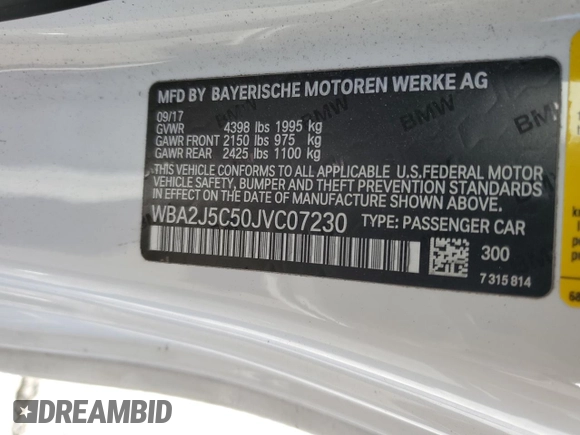 MFD BY BAYERISCHE MOTOREN WERKE AG
09/17
GVWR 4398 lbs 1995 kg
GAWR FRONT 2150 lbs 975 kg
GAWR REAR 2425 lbs 1100 kg
THIS VEHICLE CONFORMS TO ALL APPLICABLE U.S.FEDERAL MOTOR
VEHICLE SAFETY, BUMPER AND THEFT PREVENTION STANDARDS IN
EFFECT ON THE DATE OF MANUFACTURE SHOWN ABOVE.
WBA2J5C50JVC07230 TYPE: PASSENGER CAR
300
7 315 814
DREAMBID